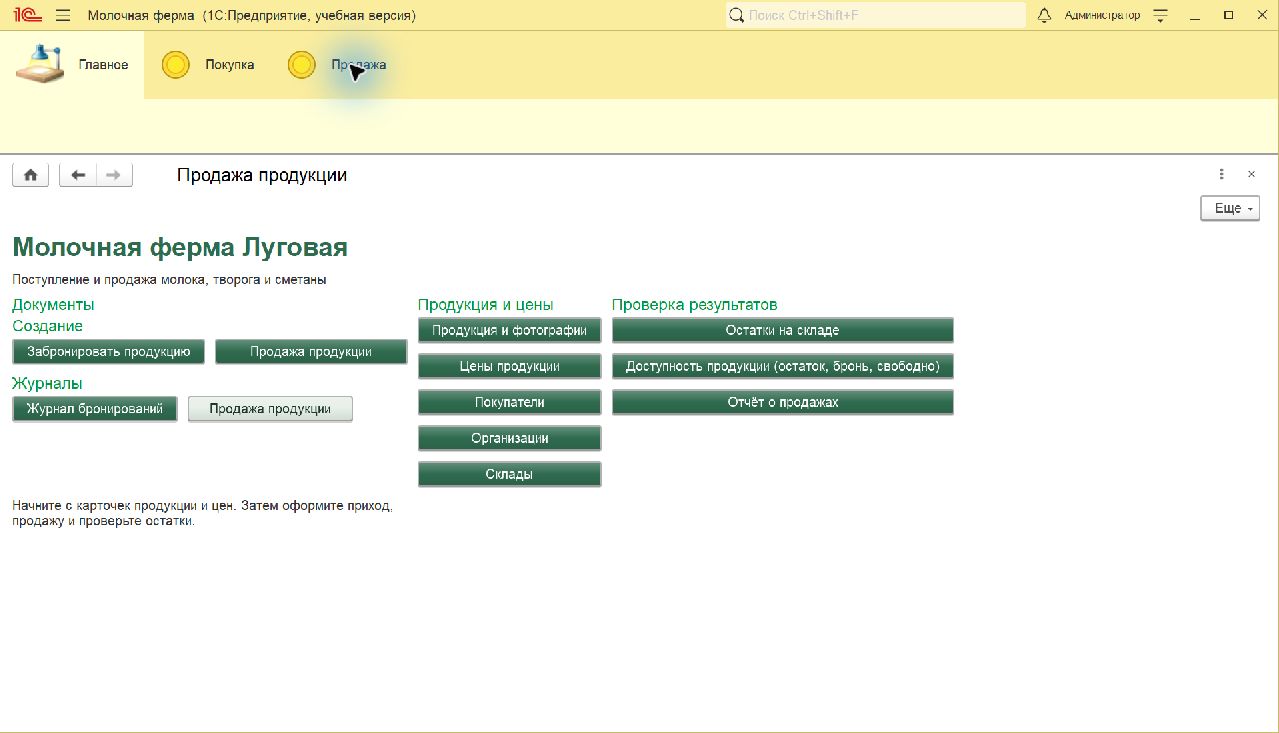 1С Молочная ферма (1С:Предприятие, учебная версия) Поиск Ctrl+Shift+F Администратор
Главное Покупка Продажа
Продажа продукции
Еще
Молочная ферма Луговая
Поступление и продажа молока, творога и сметаны
Документы
Создание
Забронировать продукцию Продажа продукции
Журналы
Журнал бронирований Продажа продукции
Продукция и цены
Продукция и фотографии
Цены продукции
Покупатели
Организации
Склады
Проверка результатов
Остатки на складе
Доступность продукции (остаток, бронь, свободно)
Отчёт о продажах
Начните с карточек продукции и цен. Затем оформите приход,
продажу и проверьте остатки.